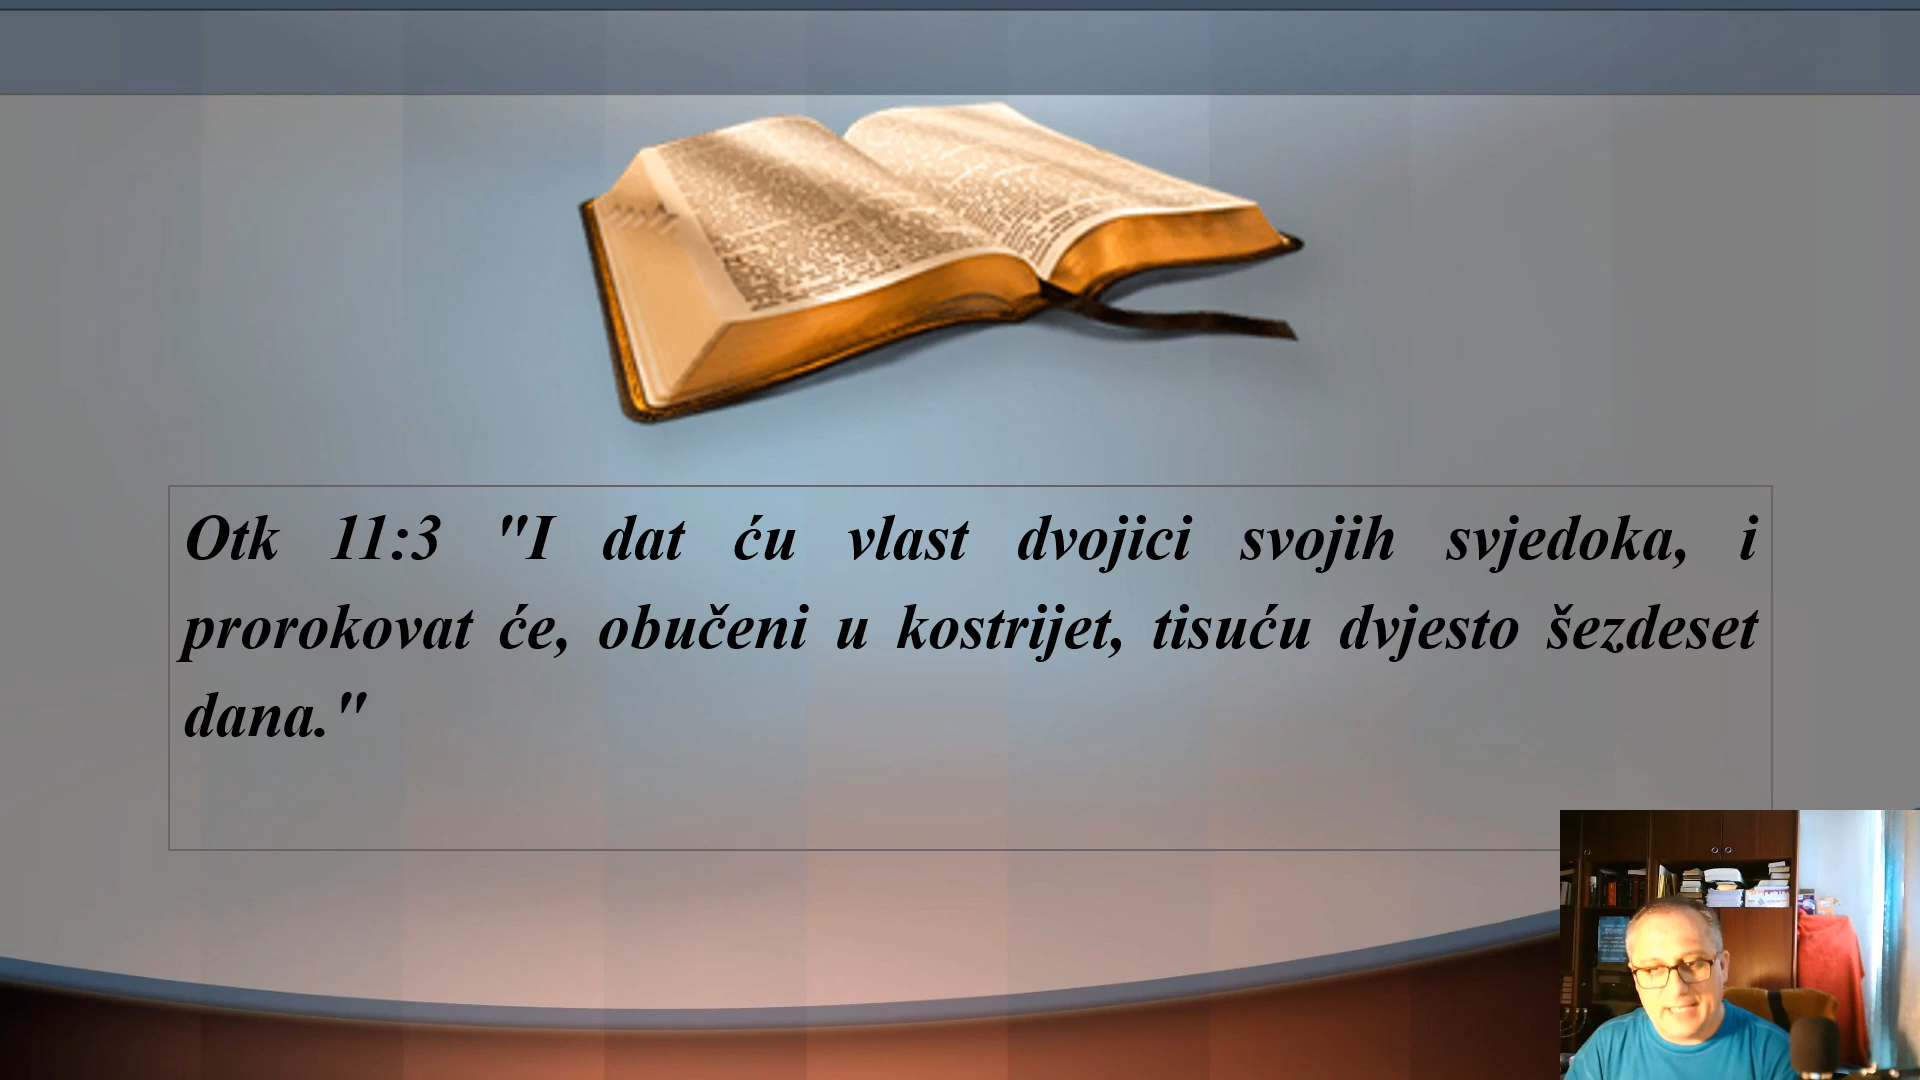 Otk 11:3 "I dat ću vlast dvojici svojih svjedoka, i
prorokovat će, obučeni u kostrijet, tisuću dvjesto šezdeset
dana."